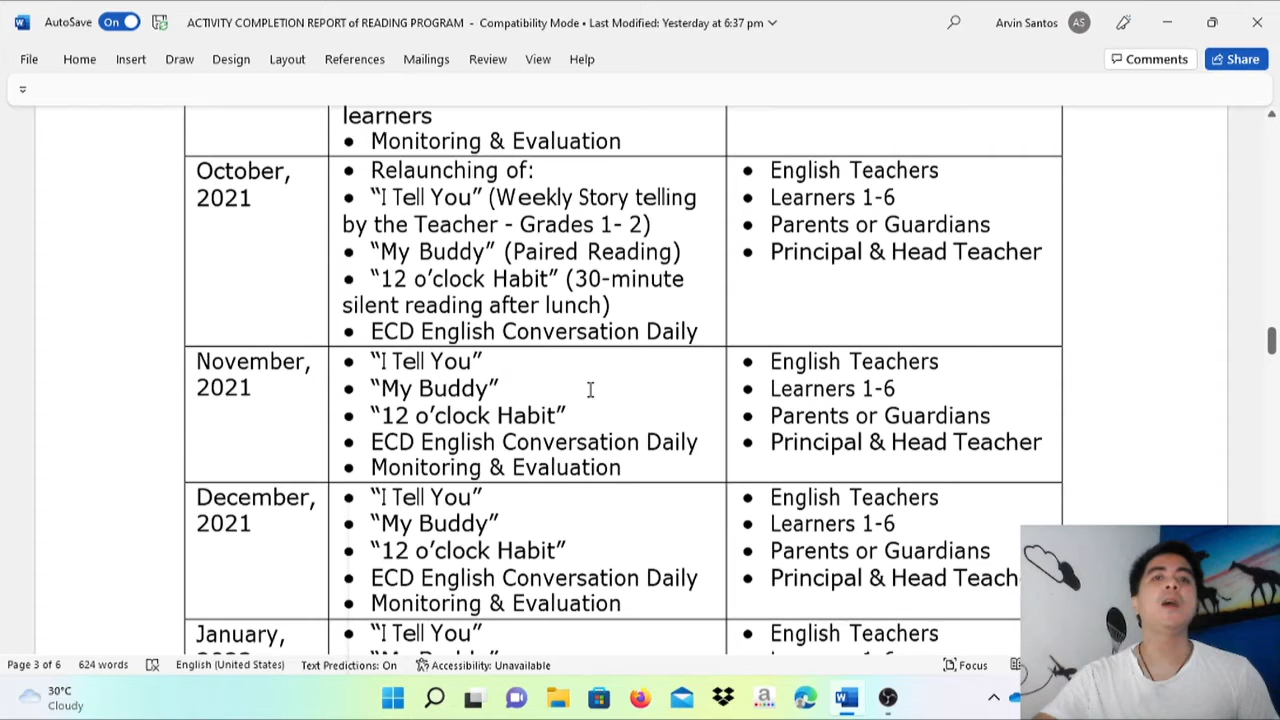 AutoSave On ACTIVITY COMPLETION REPORT of READING PROGRAM - Compatibility Mode • Last Modified: Yesterday at 6:37 pm Arvin Santos AS
File Home Insert Draw Design Layout References Mailings Review View Help Comments Share
learners
• Monitoring & Evaluation
October, 2021
• Relaunching of:
• “I Tell You” (Weekly Story telling
by the Teacher - Grades 1- 2)
• “My Buddy” (Paired Reading)
• “12 o’clock Habit” (30-minute
silent reading after lunch)
• ECD English Conversation Daily
• English Teachers
• Learners 1-6
• Parents or Guardians
• Principal & Head Teacher
November, 2021
• “I Tell You”
• “My Buddy”
• “12 o’clock Habit”
• ECD English Conversation Daily
• Monitoring & Evaluation
• English Teachers
• Learners 1-6
• Parents or Guardians
• Principal & Head Teacher
December, 2021
• “I Tell You”
• “My Buddy”
• “12 o’clock Habit”
• ECD English Conversation Daily
• Monitoring & Evaluation
• English Teachers
• Learners 1-6
• Parents or Guardians
• Principal & Head Teach
January,
• “I Tell You”
• English Teachers
Page 3 of 6 624 words English (United States) Text Predictions: On Accessibility: Unavailable Focus
30°C
Cloudy